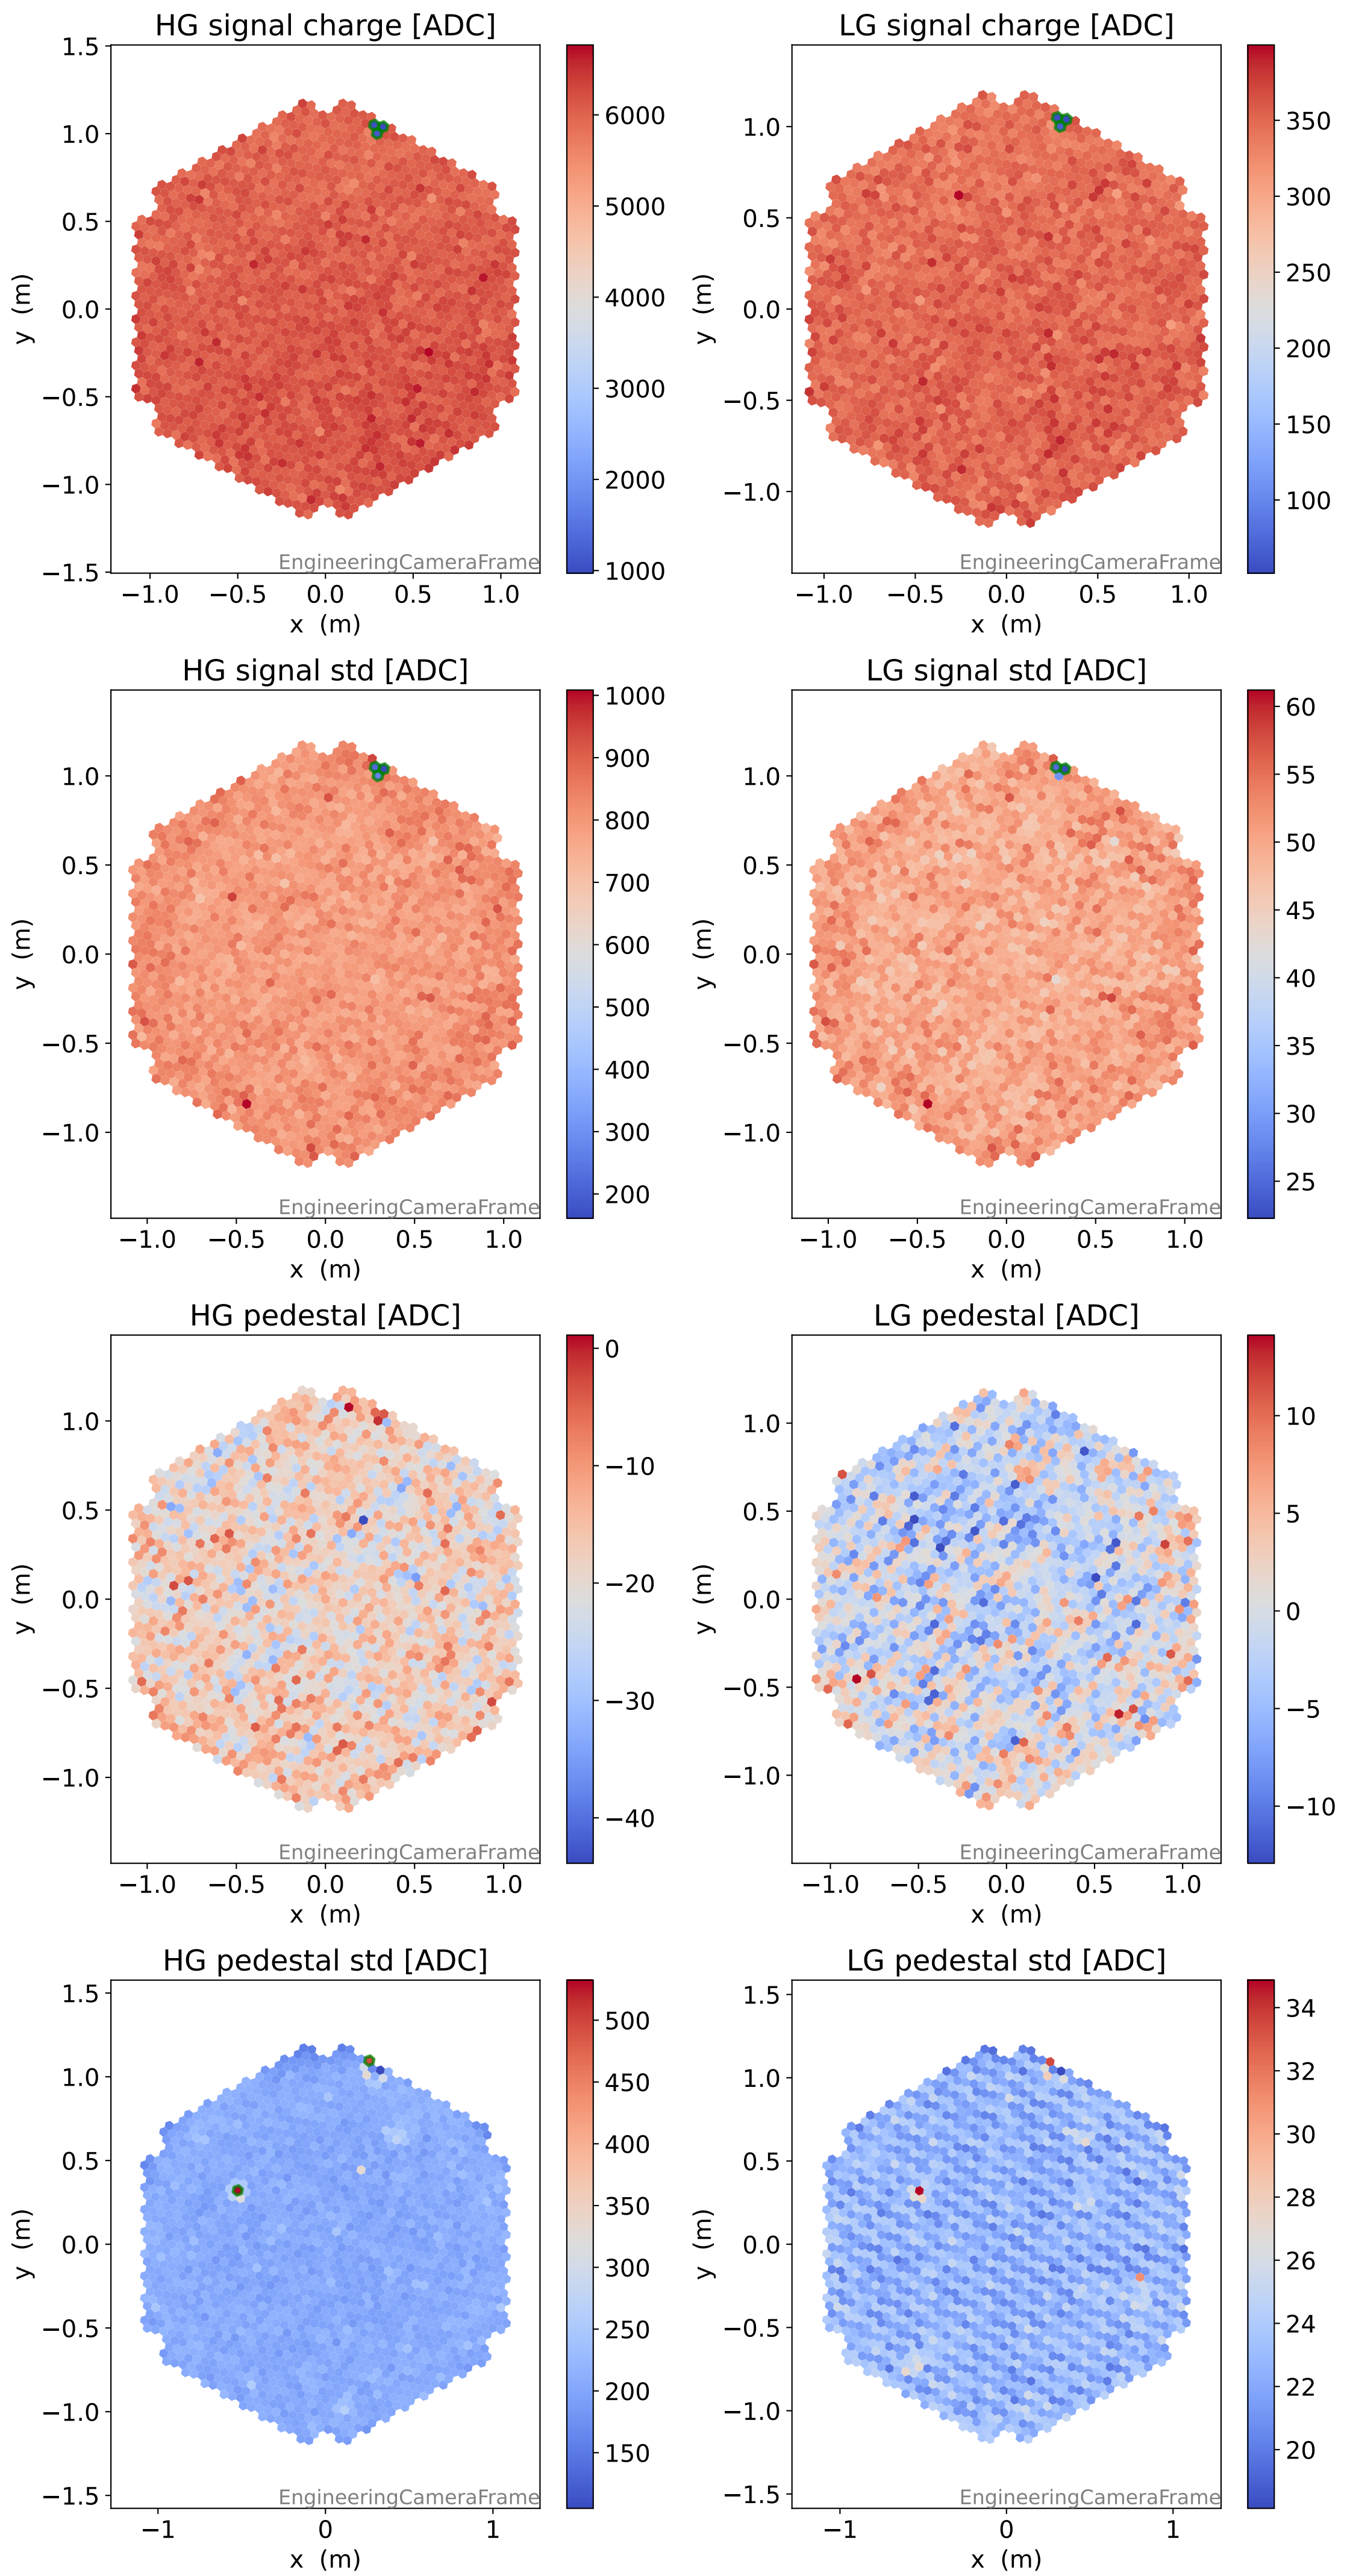 HG signal charge [ADC]
LG signal charge [ADC]
1.5
1.0
0.5
0.0
−0.5
−1.0
−1.5
y (m)
−1.0 −0.5 0.0 0.5 1.0
x (m)
EngineeringCameraFrame
6000
5000
4000
3000
2000
1000
1.0
0.5
0.0
−0.5
−1.0
y (m)
−1.0 −0.5 0.0 0.5 1.0
x (m)
EngineeringCameraFrame
350
300
250
200
150
100
HG signal std [ADC]
LG signal std [ADC]
1.0
0.5
0.0
−0.5
−1.0
y (m)
−1.0 −0.5 0.0 0.5 1.0
x (m)
EngineeringCameraFrame
1000
900
800
700
600
500
400
300
200
1.0
0.5
0.0
−0.5
−1.0
y (m)
−1.0 −0.5 0.0 0.5 1.0
x (m)
EngineeringCameraFrame
60
55
50
45
40
35
30
25
HG pedestal [ADC]
LG pedestal [ADC]
1.0
0.5
0.0
−0.5
−1.0
y (m)
−1.0 −0.5 0.0 0.5 1.0
x (m)
EngineeringCameraFrame
0
−10
−20
−30
−40
1.0
0.5
0.0
−0.5
−1.0
y (m)
−1.0 −0.5 0.0 0.5 1.0
x (m)
EngineeringCameraFrame
10
5
0
−5
−10
HG pedestal std [ADC]
LG pedestal std [ADC]
1.5
1.0
0.5
0.0
−0.5
−1.0
−1.5
y (m)
−1 0 1
x (m)
EngineeringCameraFrame
500
450
400
350
300
250
200
150
1.5
1.0
0.5
0.0
−0.5
−1.0
−1.5
y (m)
−1 0 1
x (m)
EngineeringCameraFrame
34
32
30
28
26
24
22
20